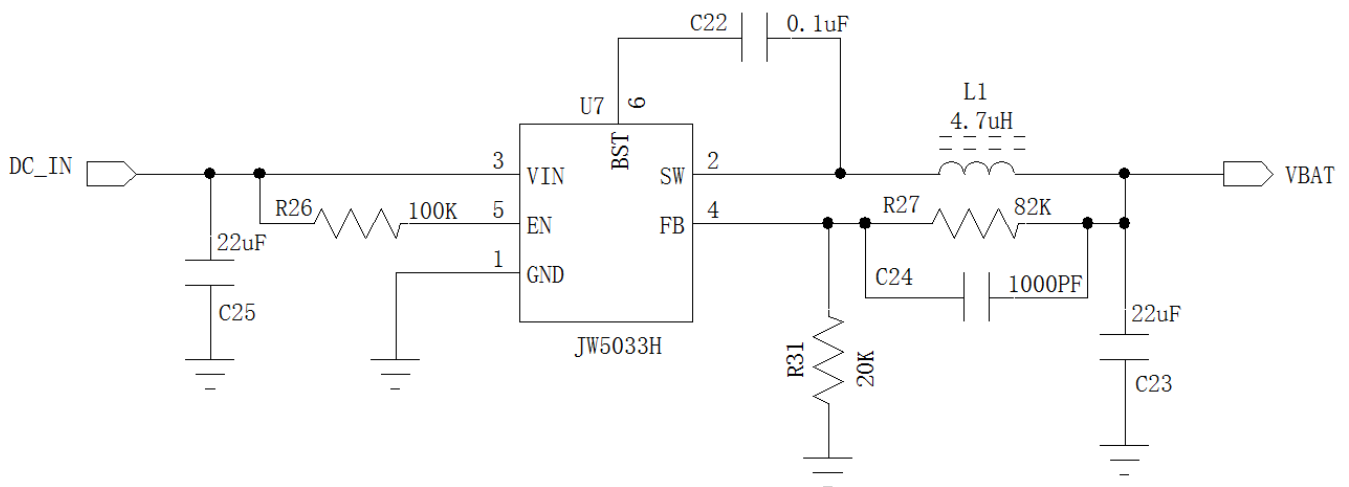 C22 0.1uF
U7 6
L1
4.7uH
BST
DC_IN 3 VIN SW 2 VBAT
R26 100K 5 EN FB 4 R27 82K
22uF
1 GND C24 1000PF
C25 22uF
JW5033H R31 20K
C23